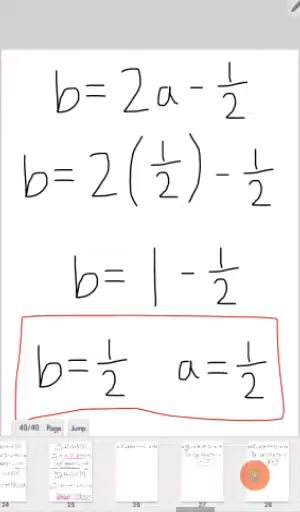 b = 2a - 1/2
b = 2(1/2) - 1/2
b = 1 - 1/2
b = 1/2 a = 1/2
40/40 Page Jump
24 25 26 27 28